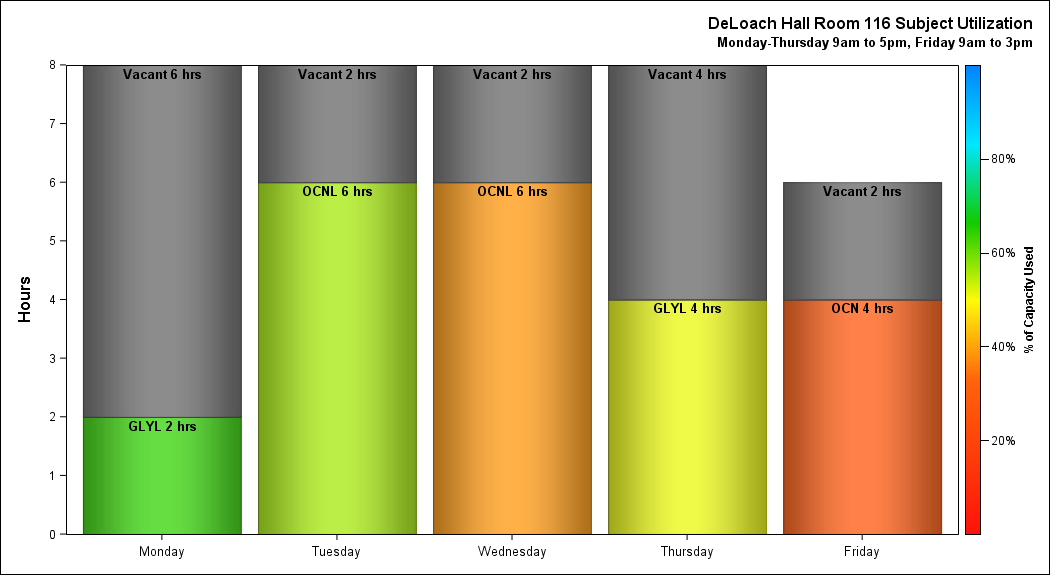 DeLoach Hall Room 116 Subject Utilization
Monday-Thursday 9am to 5pm, Friday 9am to 3pm
Hours
8
7
6
5
4
3
2
1
0
Vacant 6 hrs
GLYL 2 hrs
Vacant 2 hrs
OCNL 6 hrs
Vacant 2 hrs
OCNL 6 hrs
Vacant 4 hrs
GLYL 4 hrs
Vacant 2 hrs
OCN 4 hrs
Monday
Tuesday
Wednesday
Thursday
Friday
80%
60%
40%
20%
% of Capacity Used